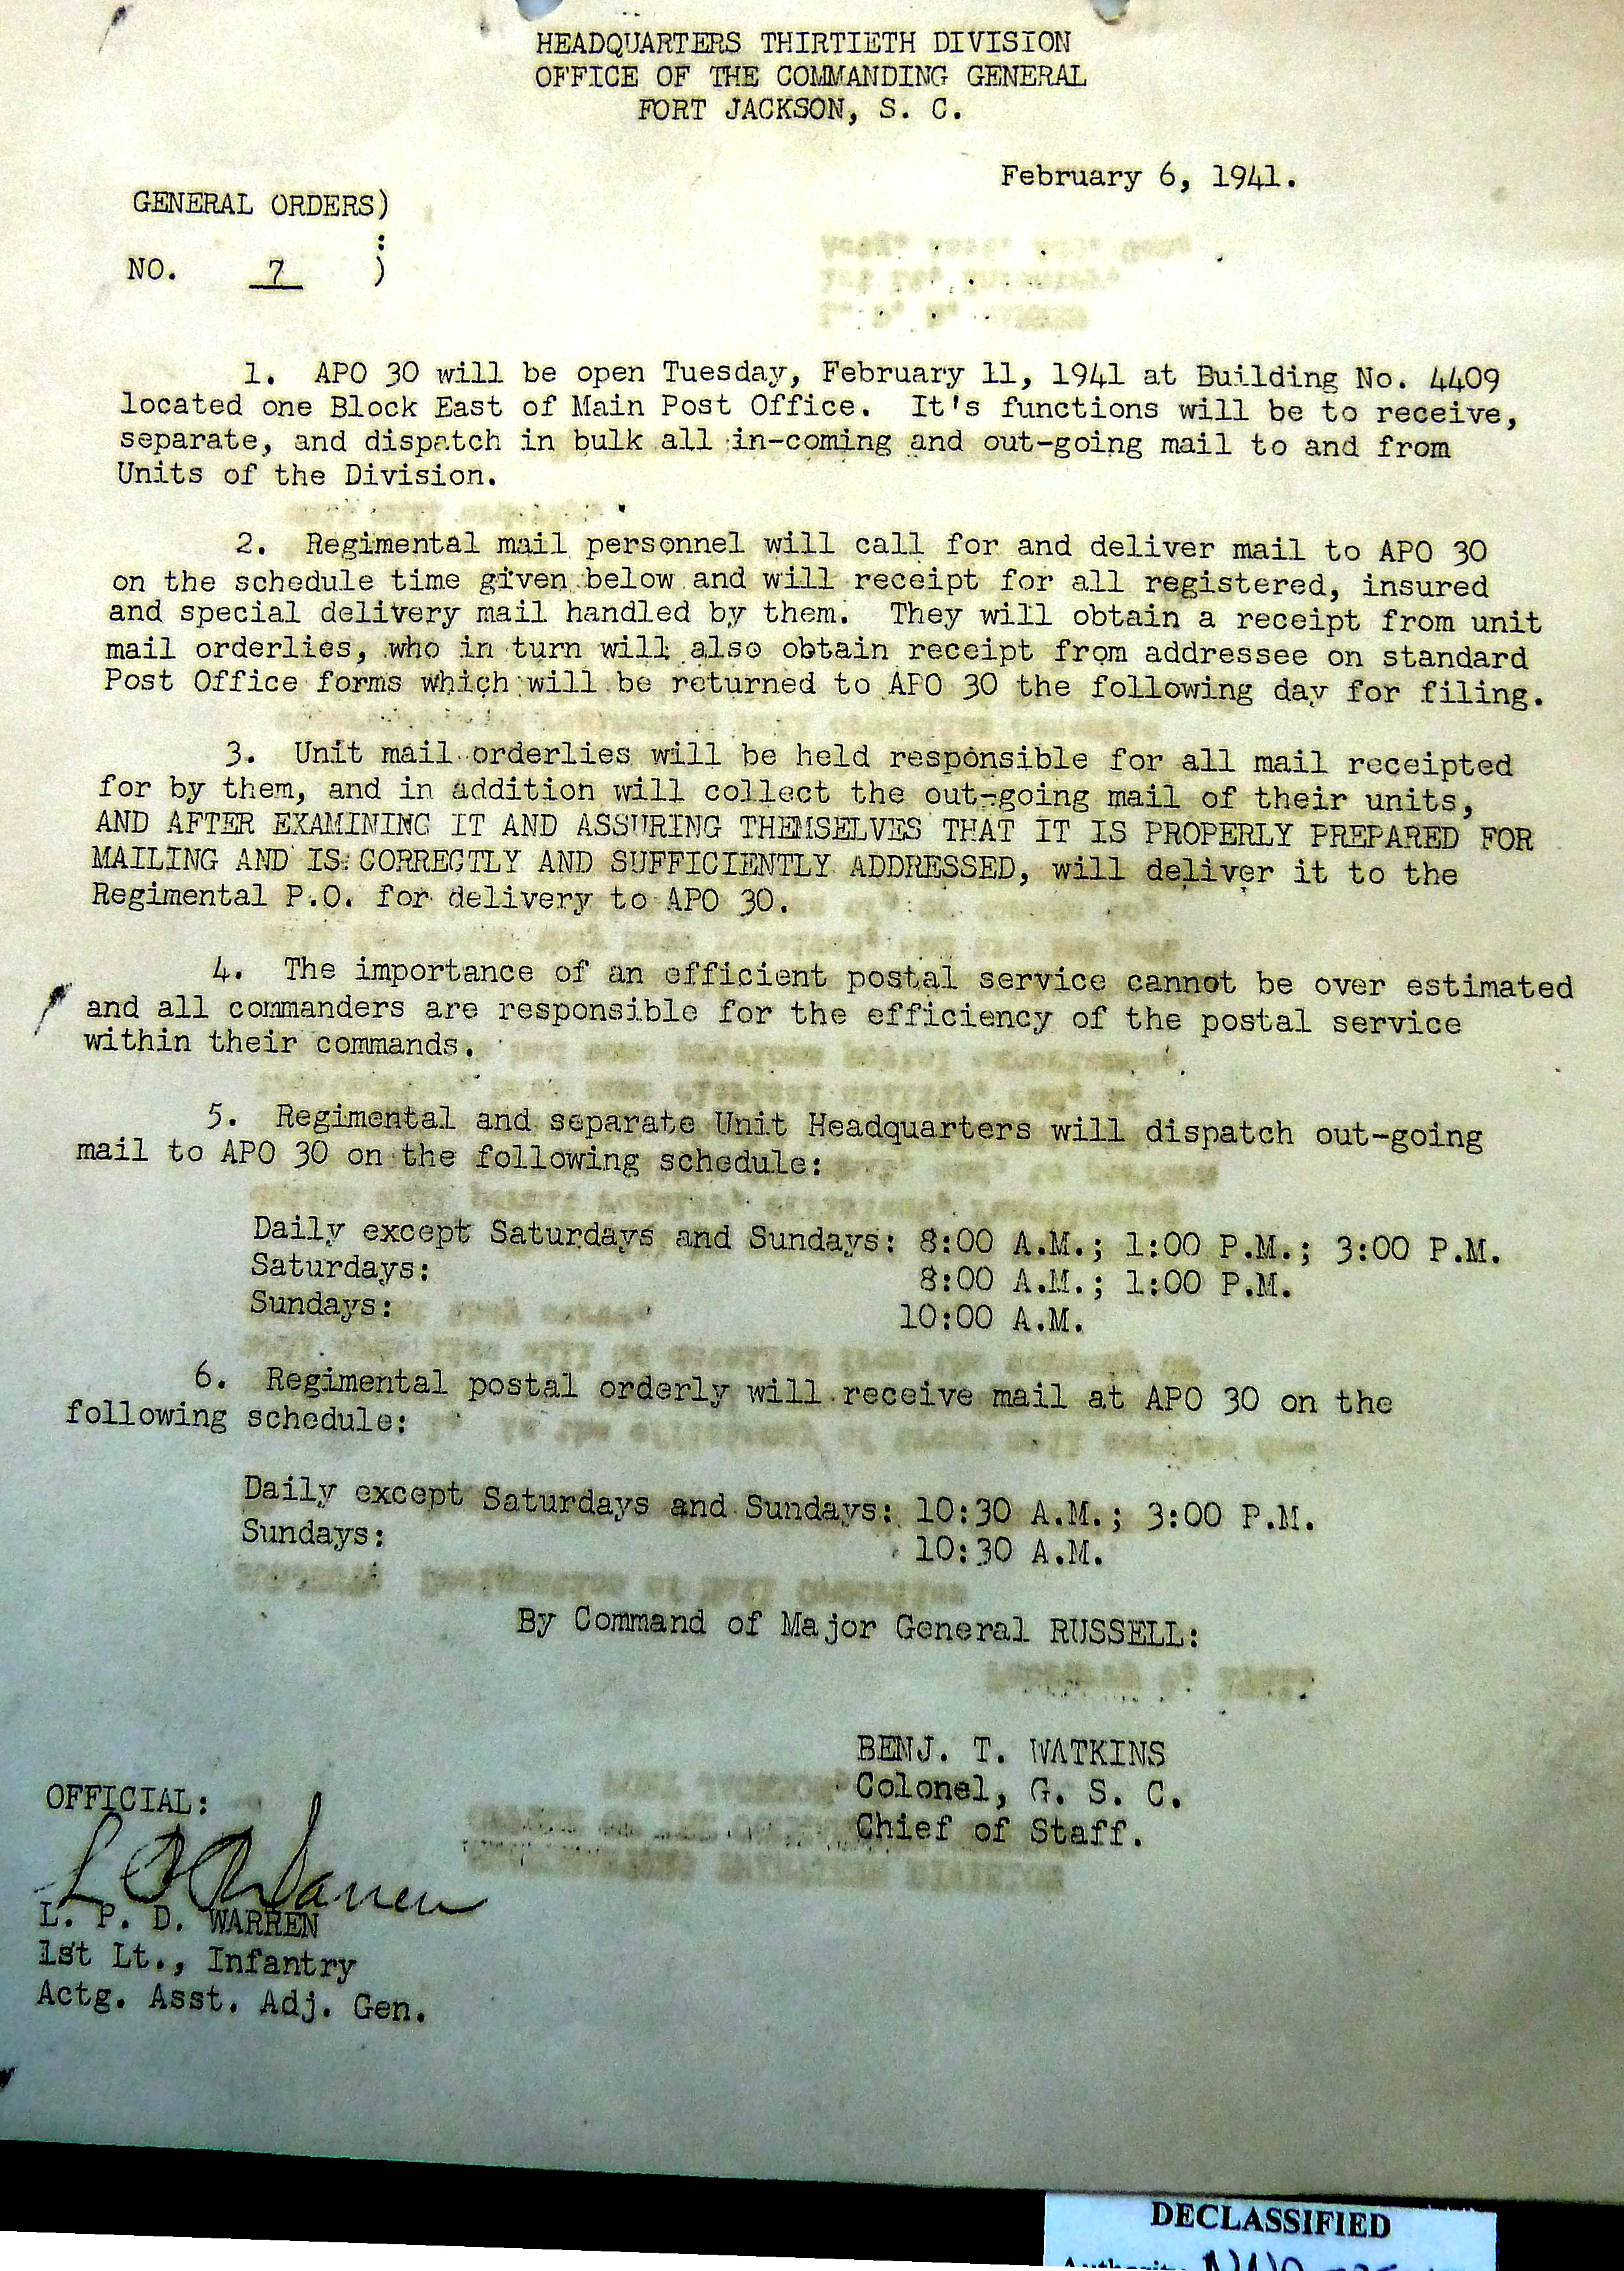 HEADQUARTERS THIRTIETH DIVISION
OFFICE OF THE COMMANDING GENERAL
FORT JACKSON, S. C.
February 6, 1941.
GENERAL ORDERS)
:
NO. 7 )
1. APO 30 will be open Tuesday, February 11, 1941 at Building No. 4409
located one Block East of Main Post Office. It's functions will be to receive,
separate, and dispatch in bulk all in-coming and out-going mail to and from
Units of the Division.
2. Regimental mail personnel will call for and deliver mail to APO 30
on the schedule time given below and will receipt for all registered, insured
and special delivery mail handled by them. They will obtain a receipt from unit
mail orderlies, who in turn will also obtain receipt from addressee on standard
Post Office forms which will be returned to APO 30 the following day for filing.
3. Unit mail orderlies will be held responsible for all mail receipted
for by them, and in addition will collect the out-going mail of their units,
AND AFTER EXAMINING IT AND ASSURING THEMSELVES THAT IT IS PROPERLY PREPARED FOR
MAILING AND IS CORRECTLY AND SUFFICIENTLY ADDRESSED, will deliver it to the
Regimental P.O. for delivery to APO 30.
4. The importance of an efficient postal service cannot be over estimated
and all commanders are responsible for the efficiency of the postal service
within their commands.
5. Regimental and separate Unit Headquarters will dispatch out-going
mail to APO 30 on the following schedule:
Daily except Saturdays and Sundays: 8:00 A.M.; 1:00 P.M.; 3:00 P.M.
Saturdays: 8:00 A.M.; 1:00 P.M.
Sundays: 10:00 A.M.
6. Regimental postal orderly will receive mail at APO 30 on the
following schedule:
Daily except Saturdays and Sundays: 10:30 A.M.; 3:00 P.M.
Sundays: 10:30 A.M.
By Command of Major General RUSSELL:
BENJ. T. WATKINS
Colonel, G. S. C.
Chief of Staff.
OFFICIAL:
L P D Warren
L. P. D. WARREN
1st Lt., Infantry
Actg. Asst. Adj. Gen.
DECLASSIFIED
Authority